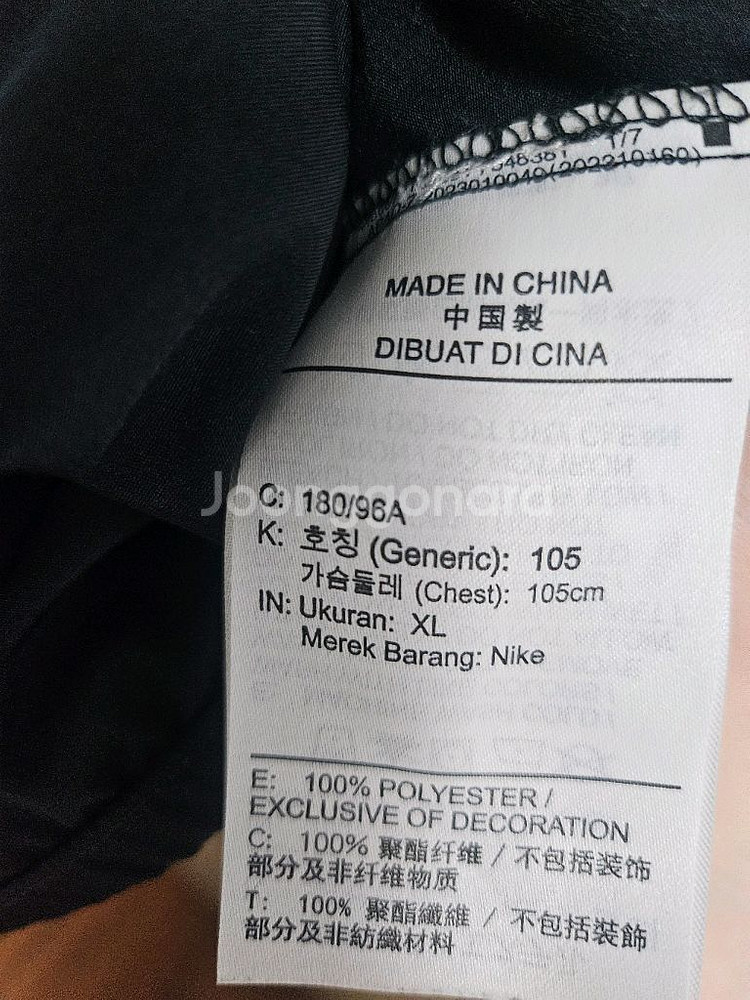 1/7
2023010049(202210160)
MADE IN CHINA
中国製
DIBUAT DI CINA
Joonggonara
C: 180/96A
K: 호칭 (Generic): 105
가슴둘레 (Chest): 105cm
IN: Ukuran: XL
Merek Barang: Nike
E: 100% POLYESTER /
EXCLUSIVE OF DECORATION
C: 100% 聚酯纤维 / 不包括装饰
部分及非纤维物质
T: 100% 聚酯纖維 / 不包括裝飾
部分及非紡織材料